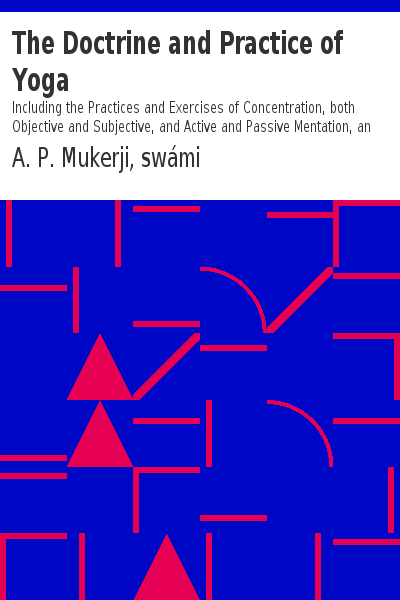 The Doctrine and Practice of
Yoga
Including the Practices and Exercises of Concentration, both
Objective and Subjective, and Active and Passive Mentation, an
A. P. Mukerji, swámi